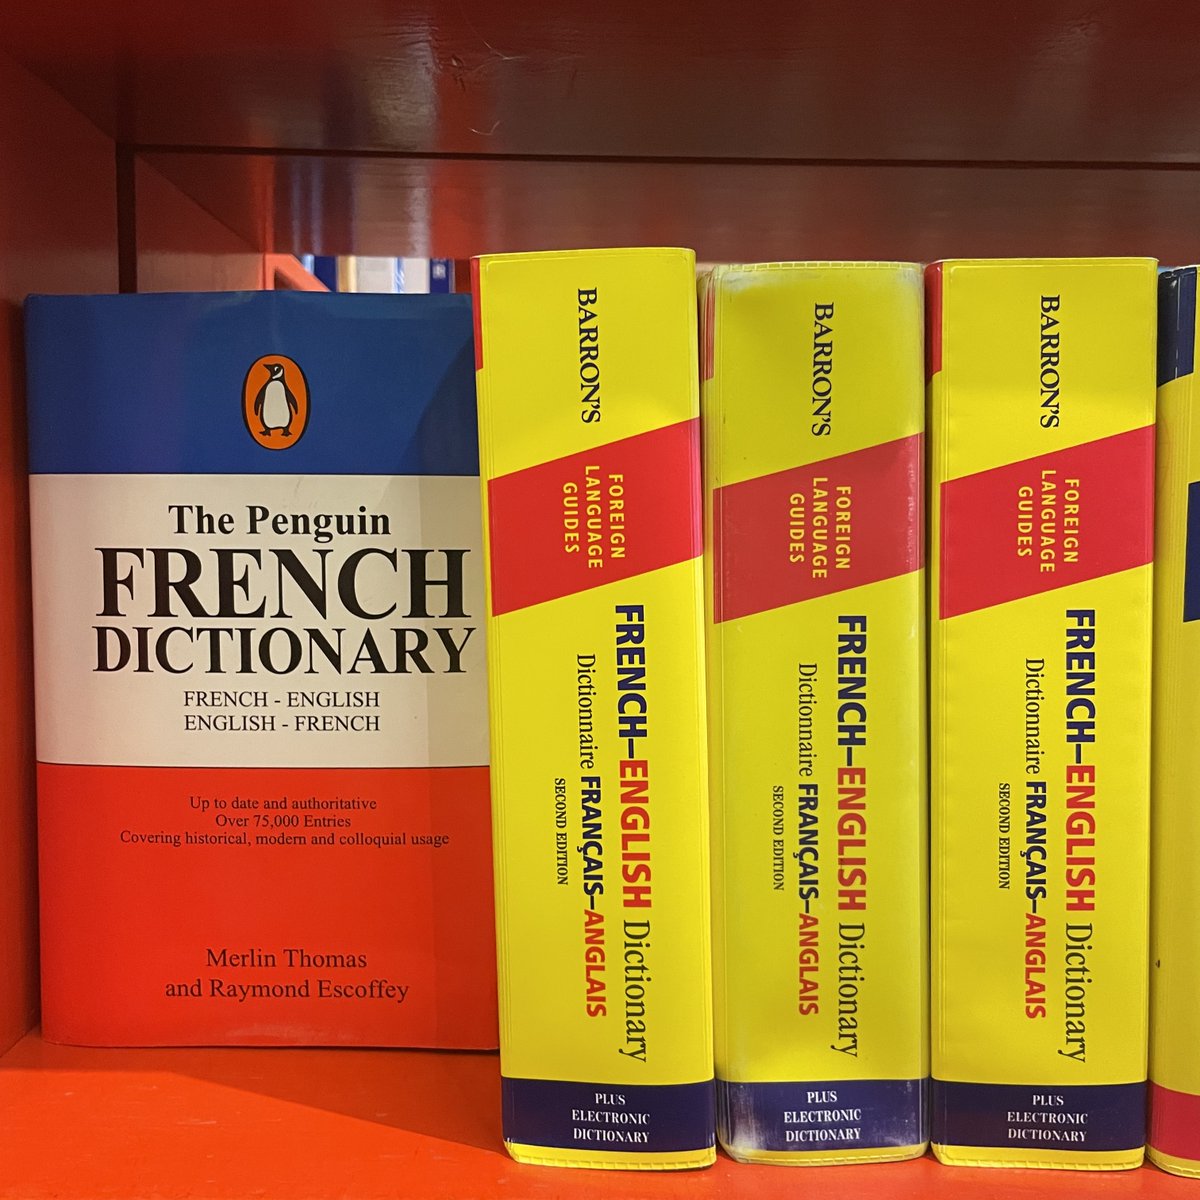 The Penguin
FRENCH
DICTIONARY
FRENCH - ENGLISH
ENGLISH - FRENCH
Up to date and authoritative
Over 75,000 Entries
Covering historical, modern and colloquial usage
Merlin Thomas
and Raymond Escoffey
BARRON'S
FOREIGN
LANGUAGE
GUIDES
FRENCH–ENGLISH Dictionary
Dictionnaire FRANÇAIS–ANGLAIS
SECOND EDITION
PLUS
ELECTRONIC
DICTIONARY
BARRON'S
FOREIGN
LANGUAGE
GUIDES
FRENCH–ENGLISH Dictionary
Dictionnaire FRANÇAIS–ANGLAIS
SECOND EDITION
PLUS
ELECTRONIC
DICTIONARY
BARRON'S
FOREIGN
LANGUAGE
GUIDES
FRENCH–ENGLISH Dictionary
Dictionnaire FRANÇAIS–ANGLAIS
SECOND EDITION
PLUS
ELECTRONIC
DICTIONARY